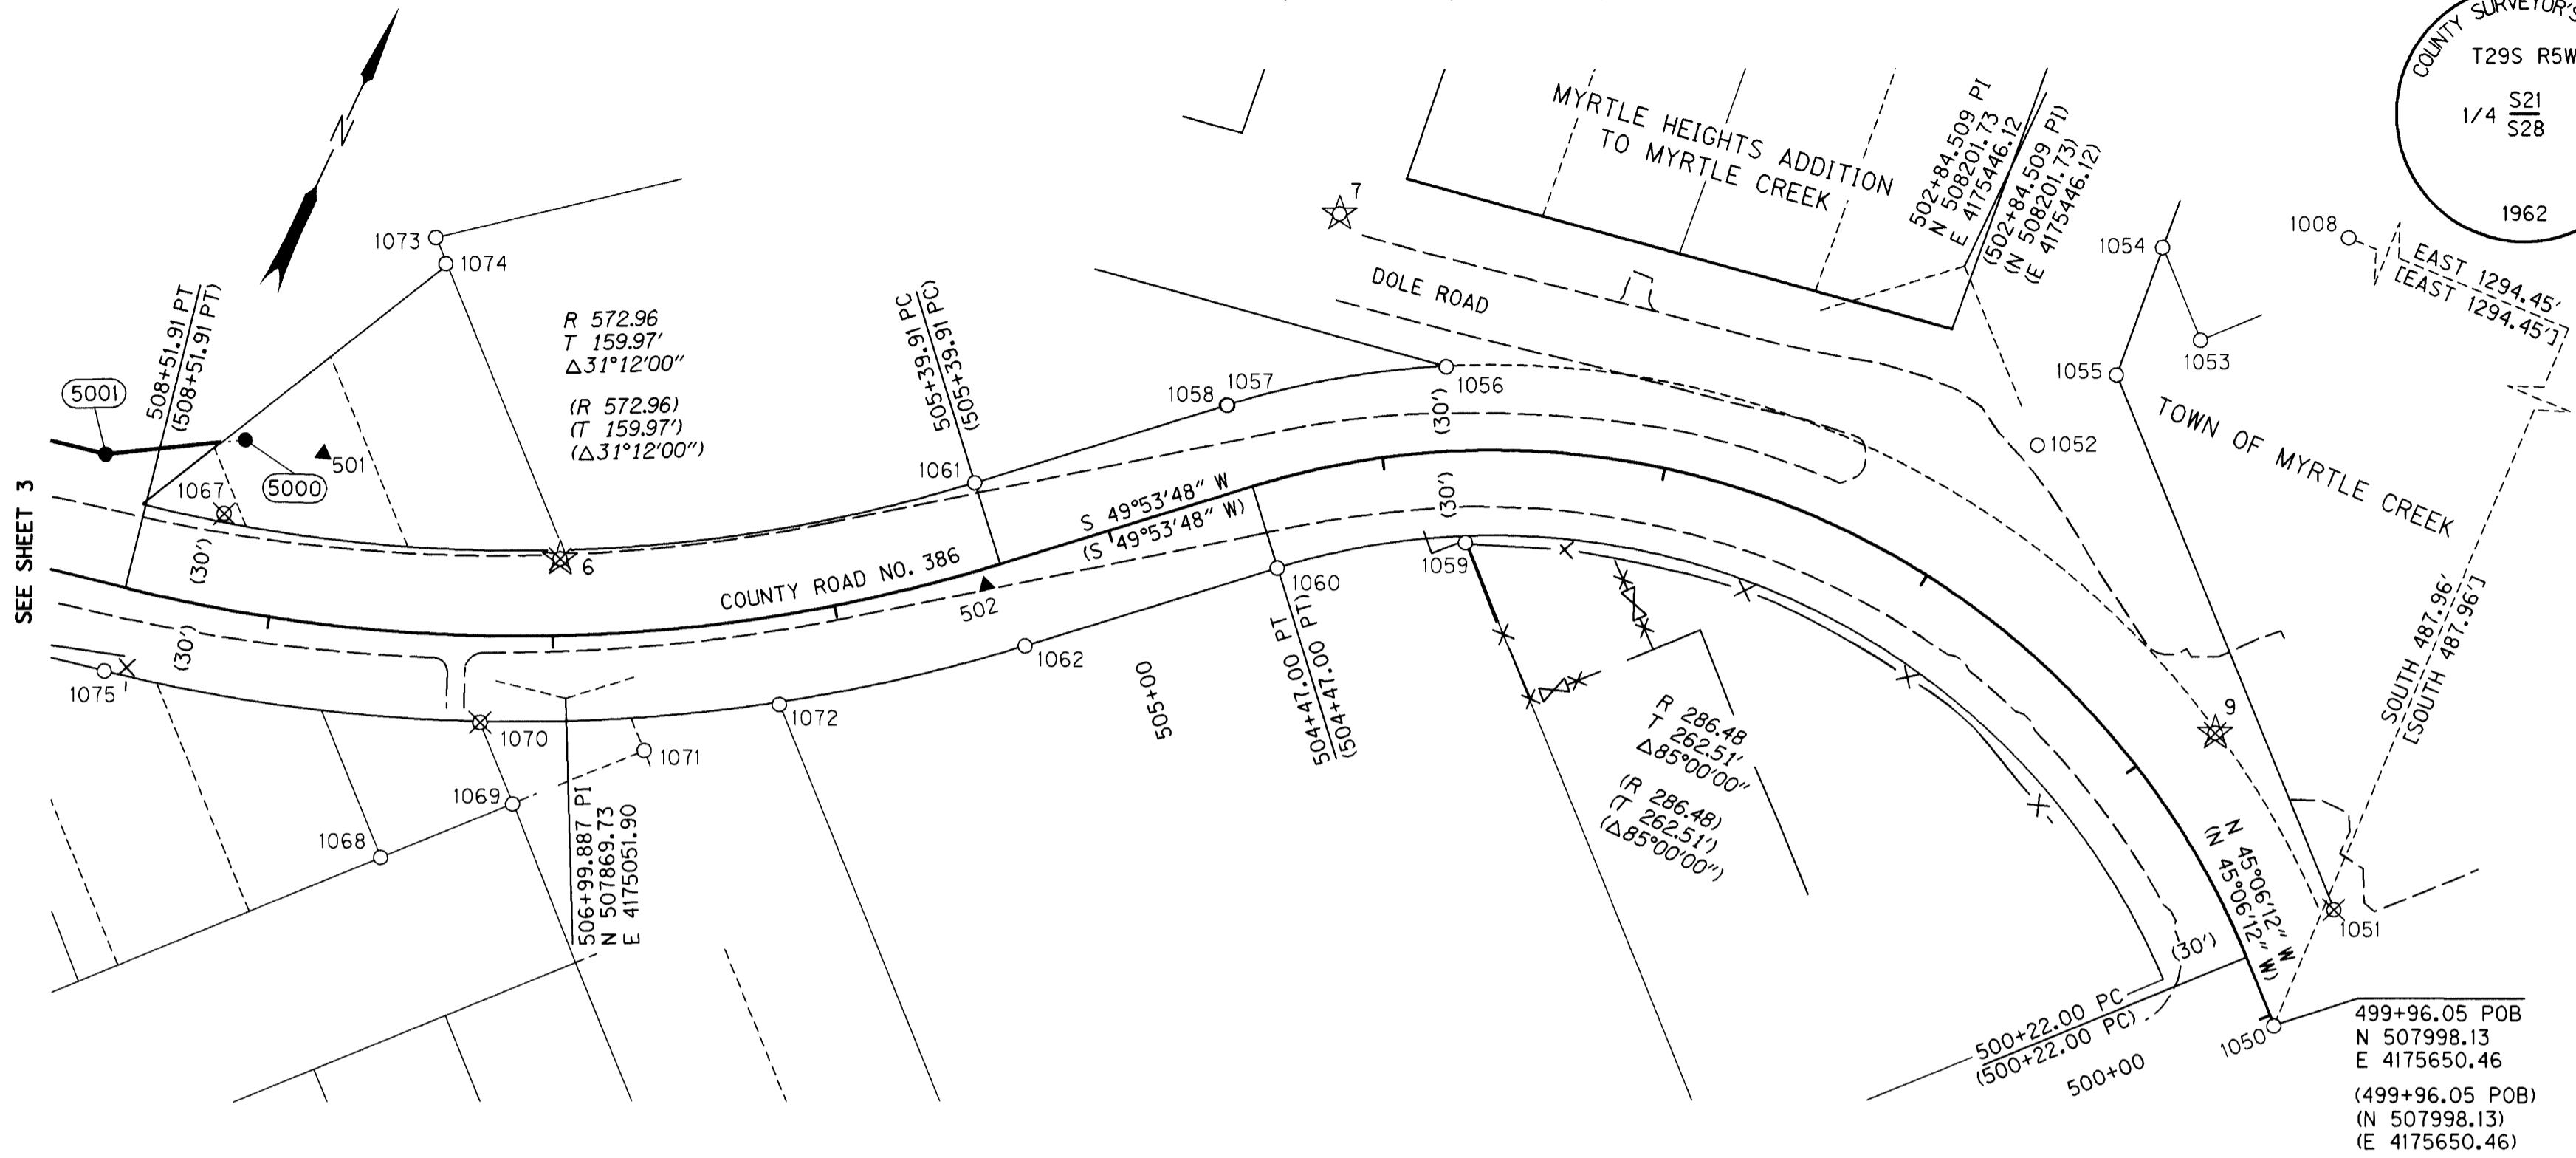 COUNTY SURVEYOR'S
T29S R5W
1/4 S21
S28
1962
N
MYRTLE HEIGHTS ADDITION
TO MYRTLE CREEK
502+84.509 PI
N 508201.73
E 4175446.12
(502+84.509 PI)
(N 508201.73)
(E 4175446.12)
7
1054
1008
EAST 1294.45'
[EAST 1294.45']
1073
1074
DOLE ROAD
508+51.91 PT
(508+51.91 PT)
R 572.96
T 159.97'
Δ31°12'00"
(R 572.96)
(T 159.97')
(Δ31°12'00")
505+39.91 PC
(505+39.91 PC)
1053
1055
5001
1058
1057
1056
(30')
TOWN OF MYRTLE CREEK
501
5000
1067
1061
1052
SEE SHEET 3
S 49°53'48" W
(S 49°53'48" W)
(30')
(30')
6
COUNTY ROAD NO. 386
502
1060
1059
(30')
1062
1075
504+47.00 PT
(504+47.00 PT)
505+00
SOUTH 487.96'
[SOUTH 487.96']
1072
1070
1071
R 286.48
T 262.51'
Δ85°00'00"
(R 286.48)
(T 262.51')
(Δ85°00'00")
9
1069
1068
506+99.887 PI
N 507869.73
E 4175051.90
N 45°06'12" W
(N 45°06'12" W)
1051
(30')
500+22.00 PC
(500+22.00 PC)
500+00
1050
499+96.05 POB
N 507998.13
E 4175650.46
(499+96.05 POB)
(N 507998.13)
(E 4175650.46)